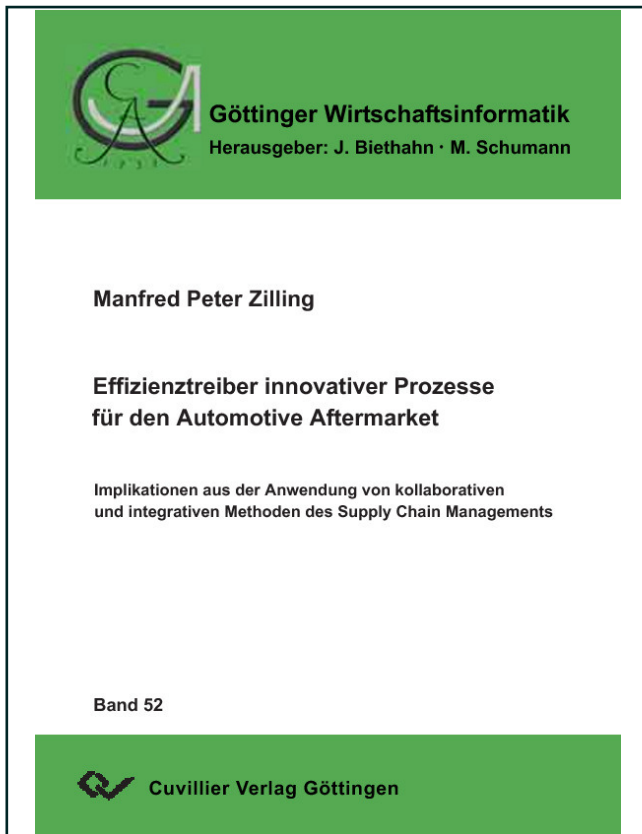 Göttinger Wirtschaftsinformatik
Herausgeber: J. Biethahn · M. Schumann
Manfred Peter Zilling
Effizienztreiber innovativer Prozesse
für den Automotive Aftermarket
Implikationen aus der Anwendung von kollaborativen
und integrativen Methoden des Supply Chain Managements
Band 52
Cuvillier Verlag Göttingen